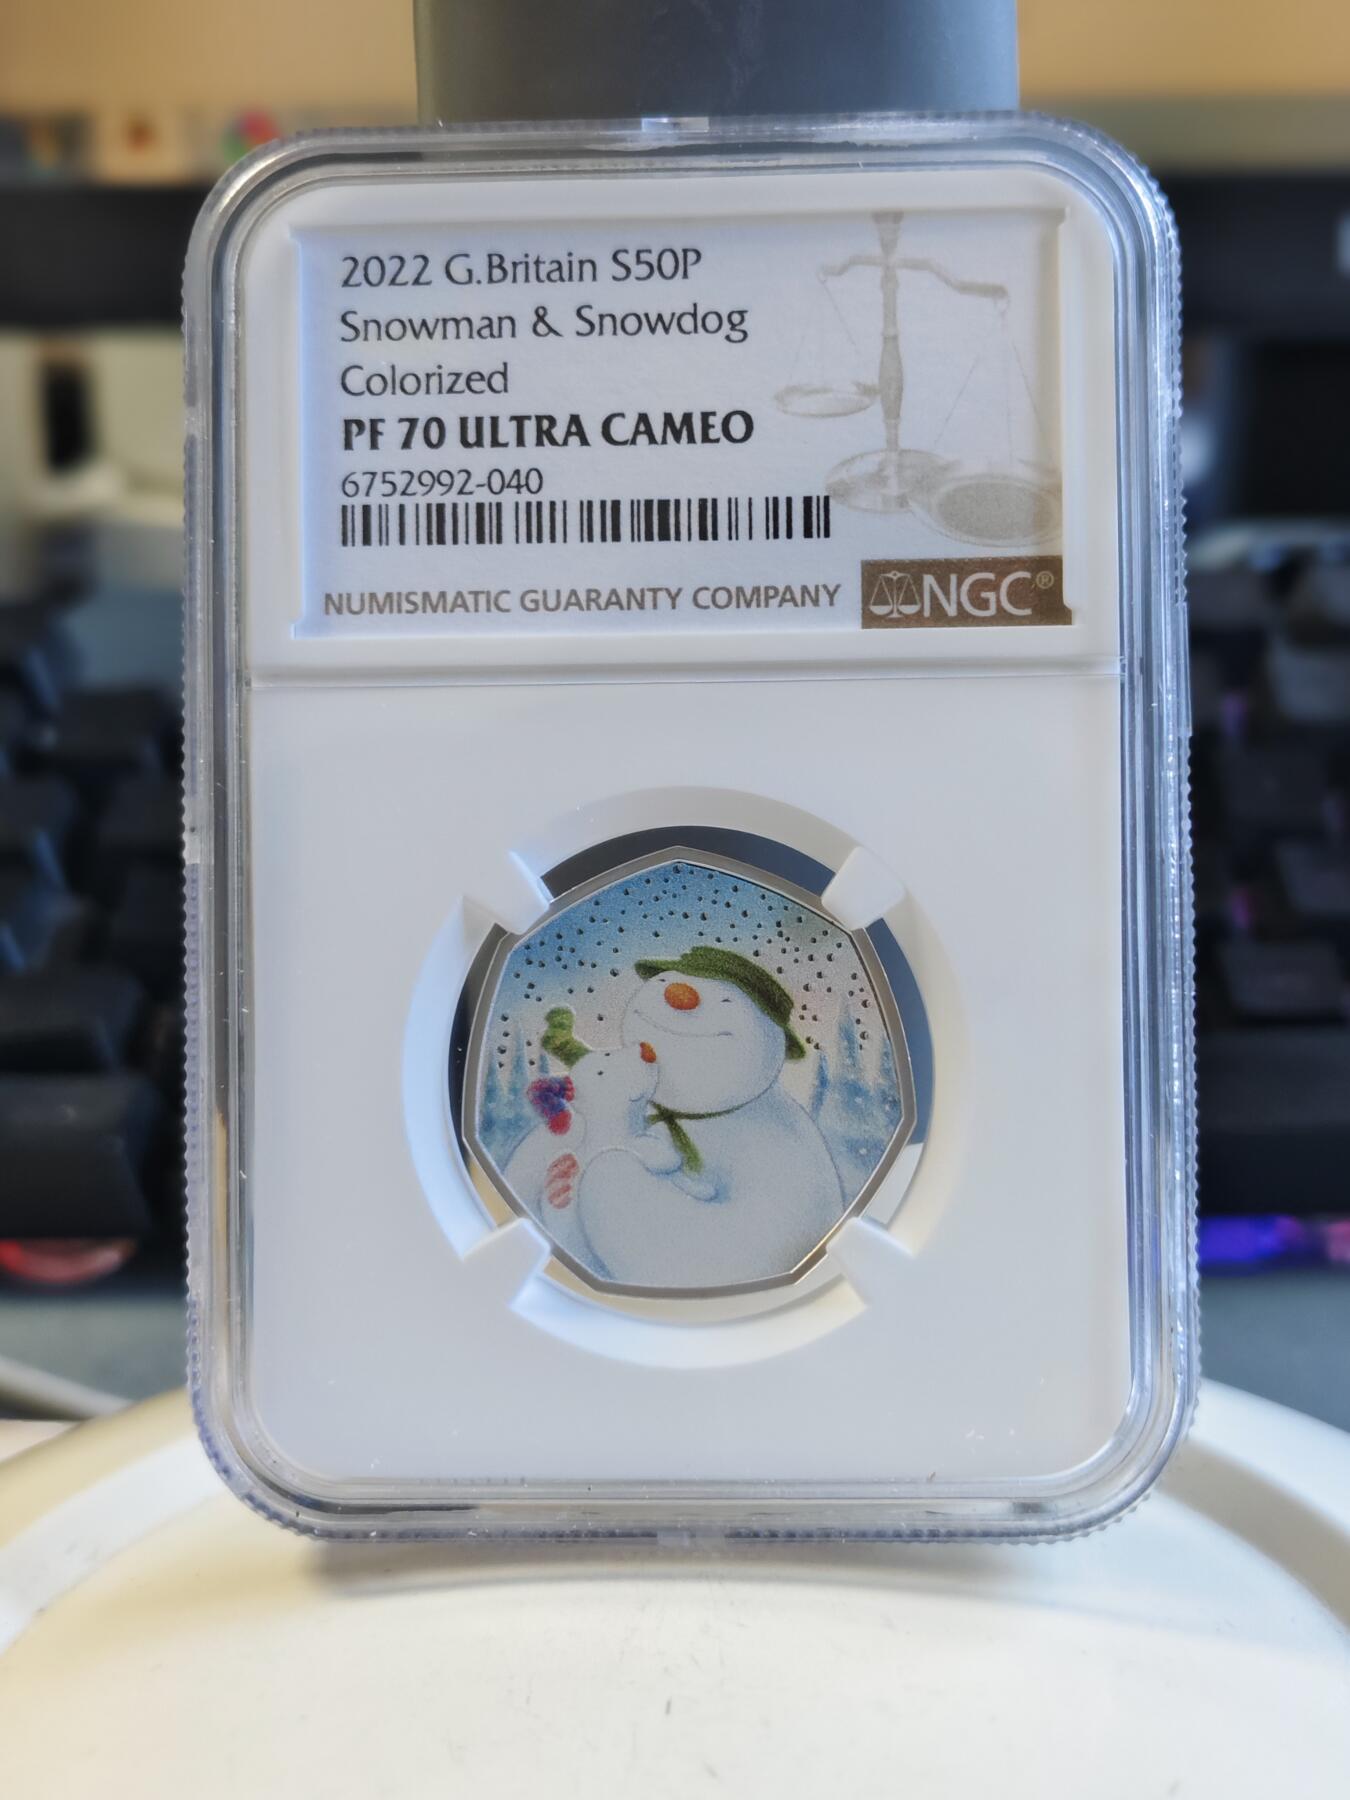 2022 G.Britain S50P
Snowman & Snowdog
Colorized
PF 70 ULTRA CAMEO
6752992-040
NUMISMATIC GUARANTY COMPANY
NGC®